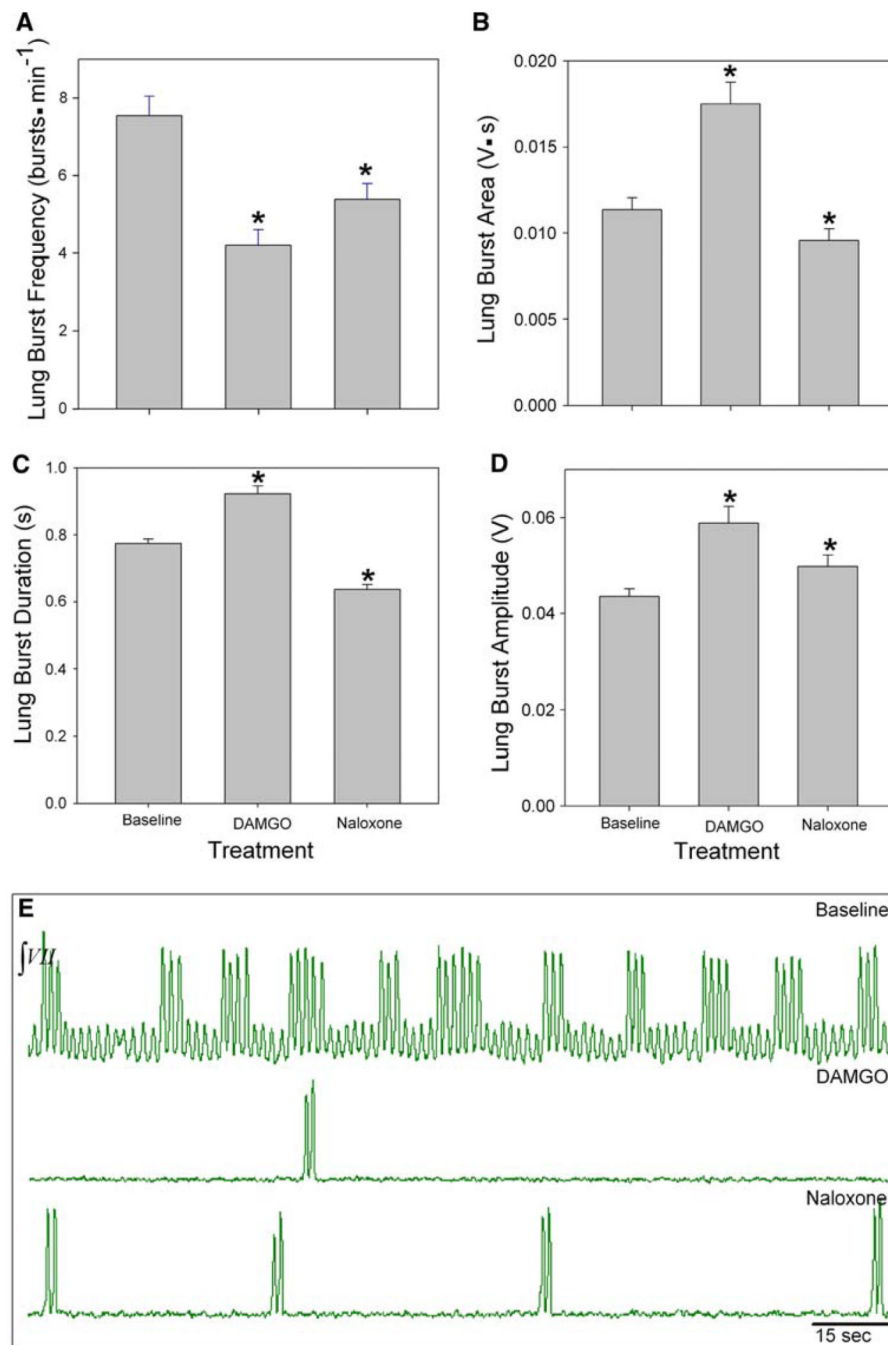 A
Lung Burst Frequency (bursts▪min⁻¹)
8
6
4
2
0
*
*
B
Lung Burst Area (V▪s)
0.020
0.015
0.010
0.005
0.000
*
*
C
Lung Burst Duration (s)
1.0
0.8
0.6
0.4
0.2
0.0
*
*
Baseline DAMGO Naloxone
Treatment
D
Lung Burst Amplitude (V)
0.06
0.04
0.02
0.00
*
*
Baseline DAMGO Naloxone
Treatment
E
Baseline
∫VII
DAMGO
Naloxone
15 sec